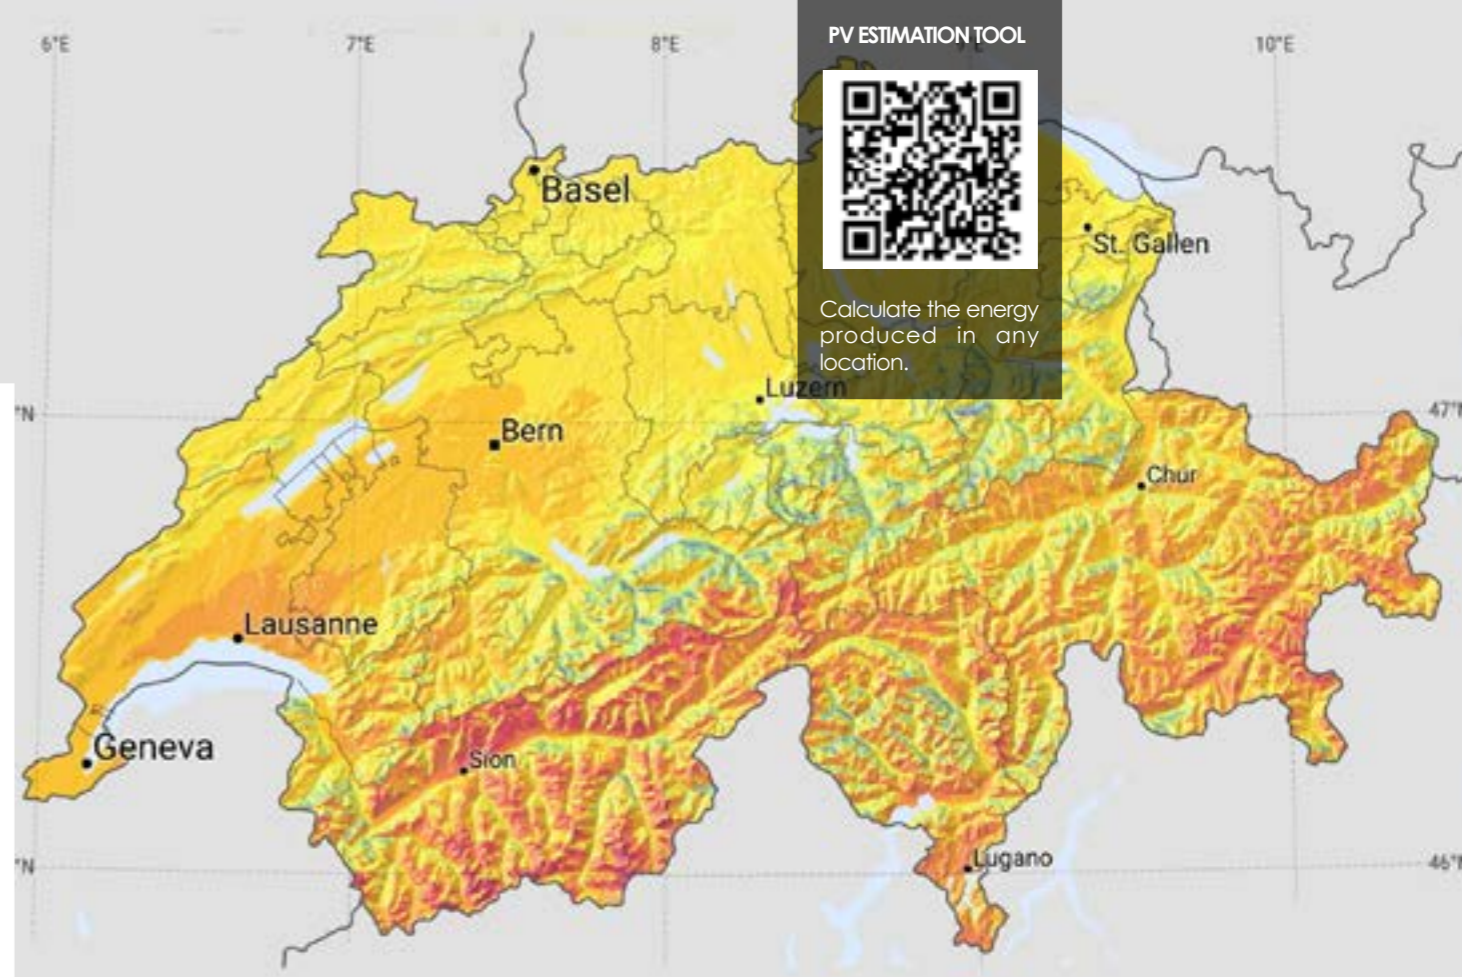 6°E
7°E
8°E
10°E
PV ESTIMATION TOOL
Calculate the energy
produced in any
location.
Basel
St. Gallen
Luzern
°N
47°N
Bern
Chur
Lausanne
Geneva
Sion
Lugano
°N
46°N